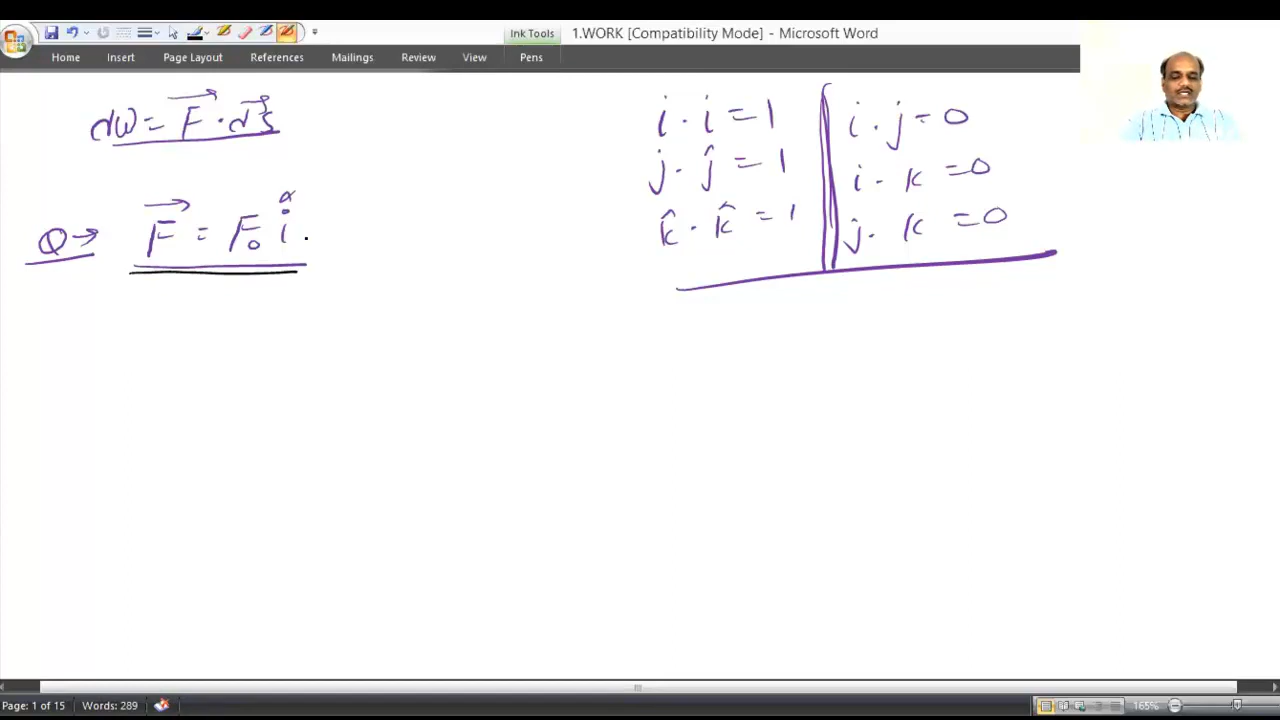 1.WORK [Compatibility Mode] - Microsoft Word
Ink Tools
Home Insert Page Layout References Mailings Review View Pens
dW = F⃗ · dS⃗
Q→ F⃗ = F₀ î .
i · i = 1
j · ĵ = 1
k̂ · k̂ = 1
i · j = 0
i · k = 0
j · k = 0
Page: 1 of 15 Words: 289 165%